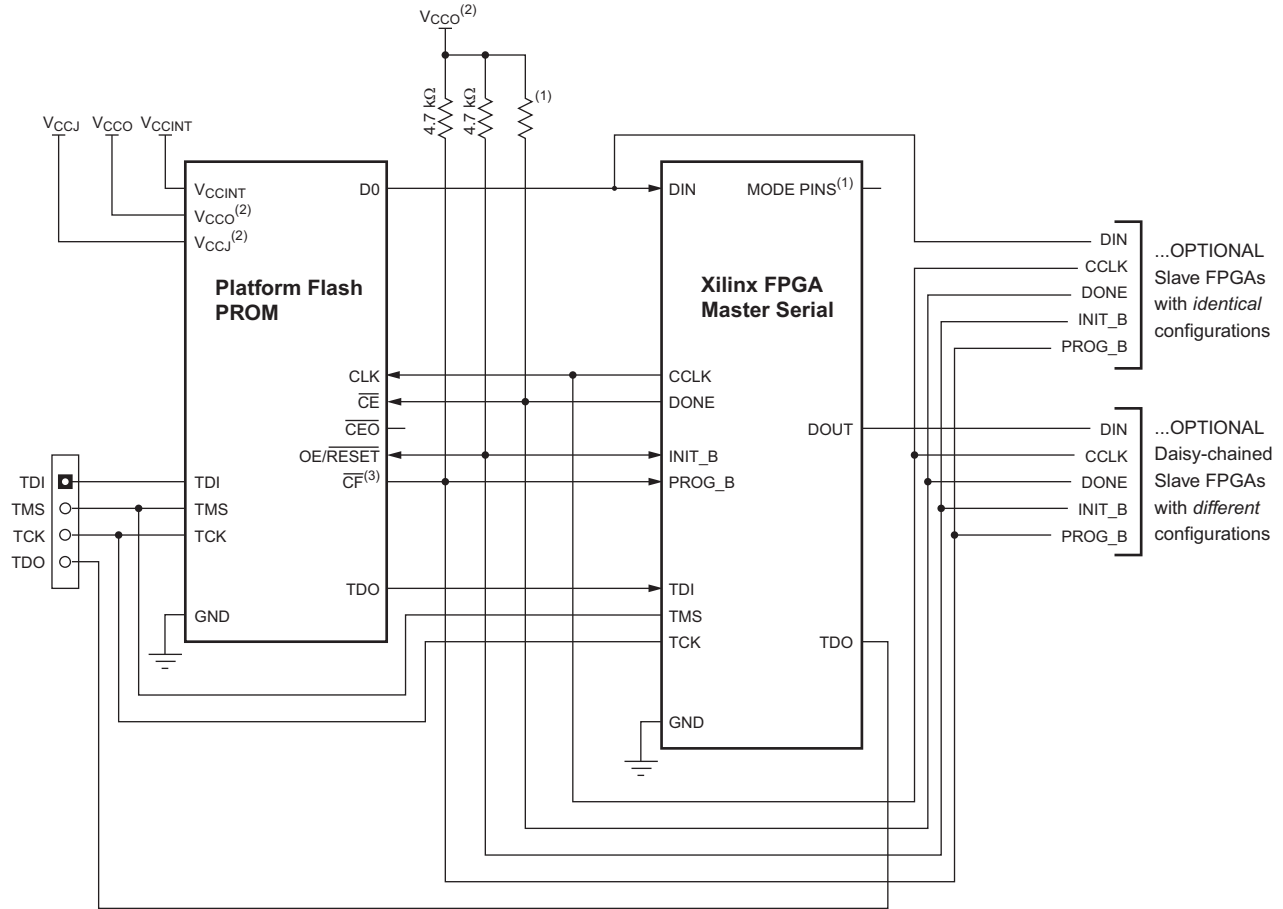 VCCO(2)
4.7 kΩ
4.7 kΩ
(1)
VCCJ VCCO VCCINT
VCCINT
VCCO(2)
VCCJ(2)
D0
Platform Flash
PROM
CLK
CE
CEO
OE/RESET
CF(3)
TDI
TMS
TCK
TDO
GND
TDI
TMS
TCK
TDO
DIN
MODE PINS(1)
Xilinx FPGA
Master Serial
CCLK
DONE
DOUT
INIT_B
PROG_B
TDI
TMS
TCK
TDO
GND
DIN
CCLK
DONE
INIT_B
PROG_B
...OPTIONAL
Slave FPGAs
with identical
configurations
DIN
CCLK
DONE
INIT_B
PROG_B
...OPTIONAL
Daisy-chained
Slave FPGAs
with different
configurations